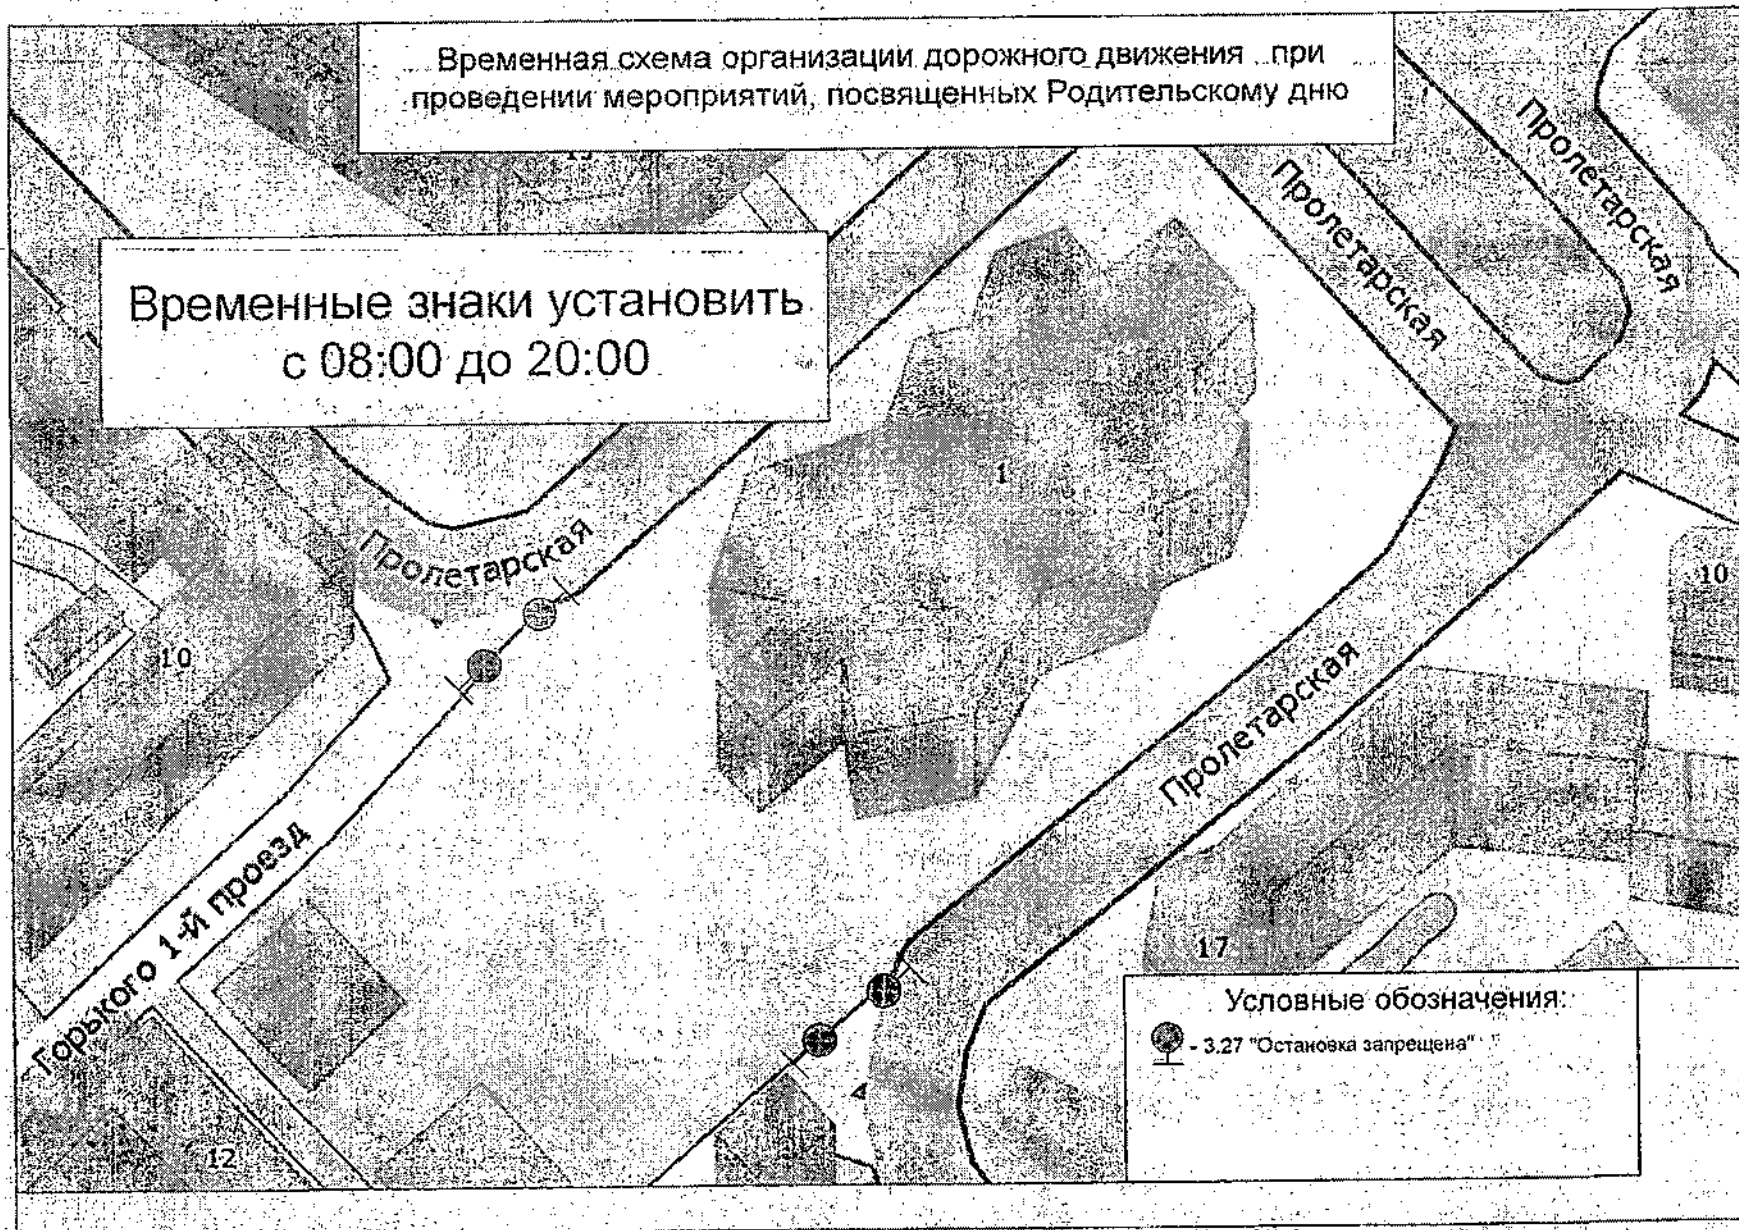 Временная схема организации дорожного движения при
проведении мероприятий, посвященных Родительскому дню
Пролетарская
Пролетарская
Временные знаки установить
с 08:00 до 20:00
1
Пролетарская
10
10
Пролетарская
Горького 1-й проезд
17
Условные обозначения:
- 3.27 "Остановка запрещена"
4
12